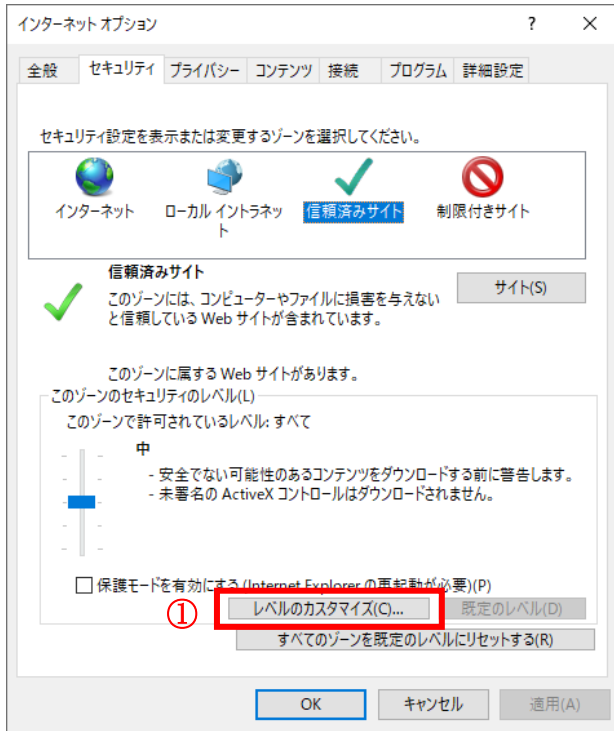 インターネット オプション
? ×
全般 セキュリティ プライバシー コンテンツ 接続 プログラム 詳細設定
セキュリティ設定を表示または変更するゾーンを選択してください。
インターネット ローカル イントラネッ 信頼済みサイト 制限付きサイト
ト
信頼済みサイト
サイト(S)
このゾーンには、コンピューターやファイルに損害を与えない
と信頼している Web サイトが含まれています。
このゾーンに属する Web サイトがあります。
このゾーンのセキュリティのレベル(L)
このゾーンで許可されているレベル: すべて
中
- 安全でない可能性のあるコンテンツをダウンロードする前に警告します。
- 未署名の ActiveX コントロールはダウンロードされません。
保護モードを有効にする (Internet Explorer の再起動が必要)(P)
① レベルのカスタマイズ(C)... 既定のレベル(D)
すべてのゾーンを既定のレベルにリセットする(R)
OK キャンセル 適用(A)